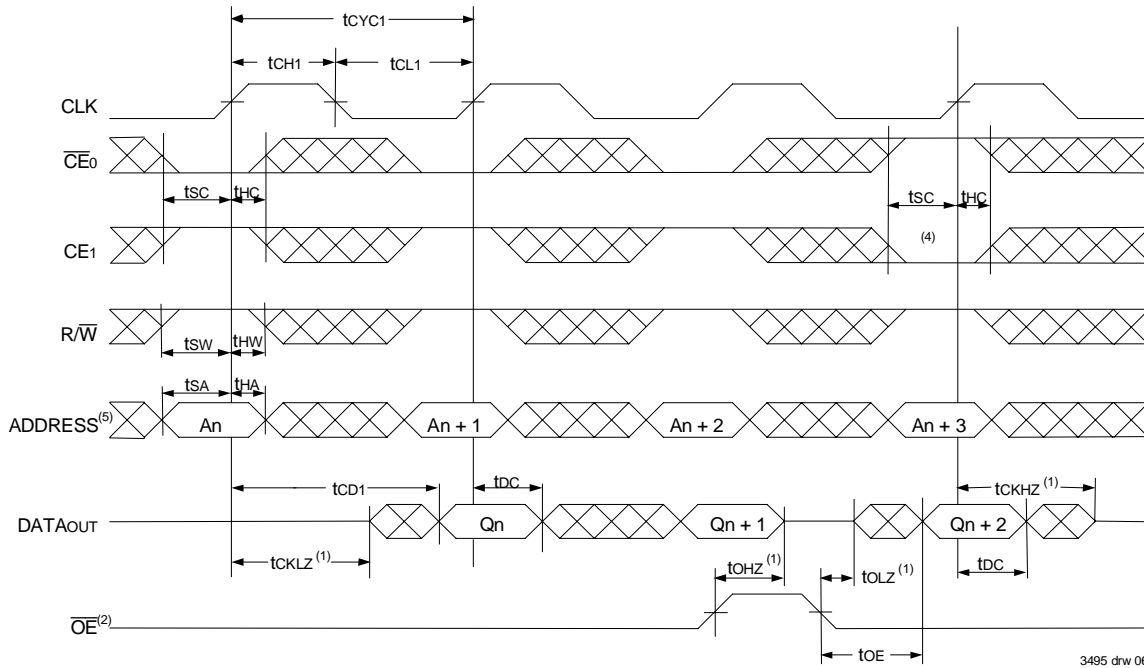 tCYC1
tCH1
tCL1
CLK
CE0
tSC
tHC
tSC
tHC
CE1
(4)
R/W
tSW
tHW
tSA
tHA
ADDRESS(5)
An
An + 1
An + 2
An + 3
tCD1
tDC
tCKHZ (1)
DATAOUT
Qn
Qn + 1
Qn + 2
tCKLZ (1)
tOHZ (1)
tOLZ (1)
tDC
OE(2)
tOE
3495 drw 06